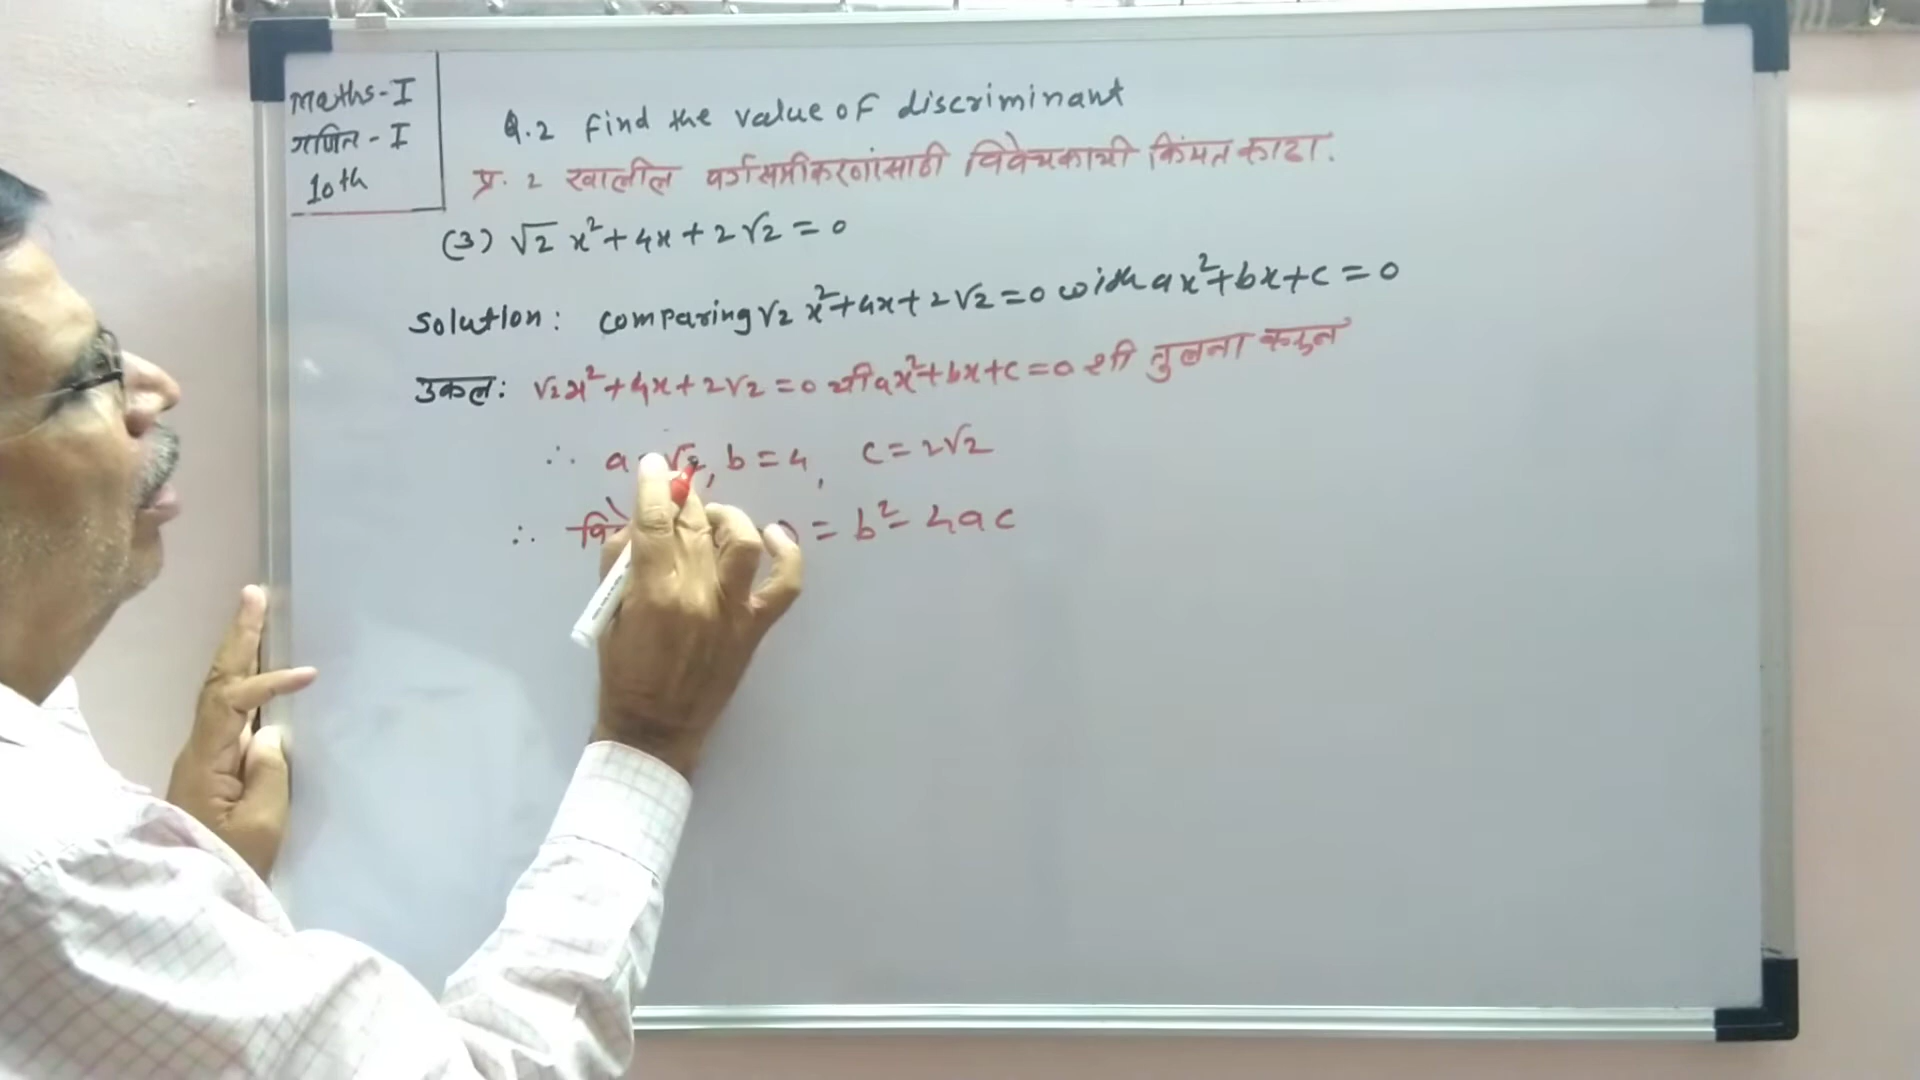 Maths-I
गणित-I
10th
Q.2 Find the value of discriminant
प्र. 2 खालील वर्गसमीकरणांसाठी विवेचकाची किंमत काढा.
(3) √2 x² + 4x + 2√2 = 0
Solution: comparing √2 x² + 4x + 2√2 = 0 with ax² + bx + c = 0
उकल: √2x² + 4x + 2√2 = 0 ची ax² + bx + c = 0 शी तुलना करून
∴ a = √2, b = 4, c = 2√2
∴ = b² - 4ac